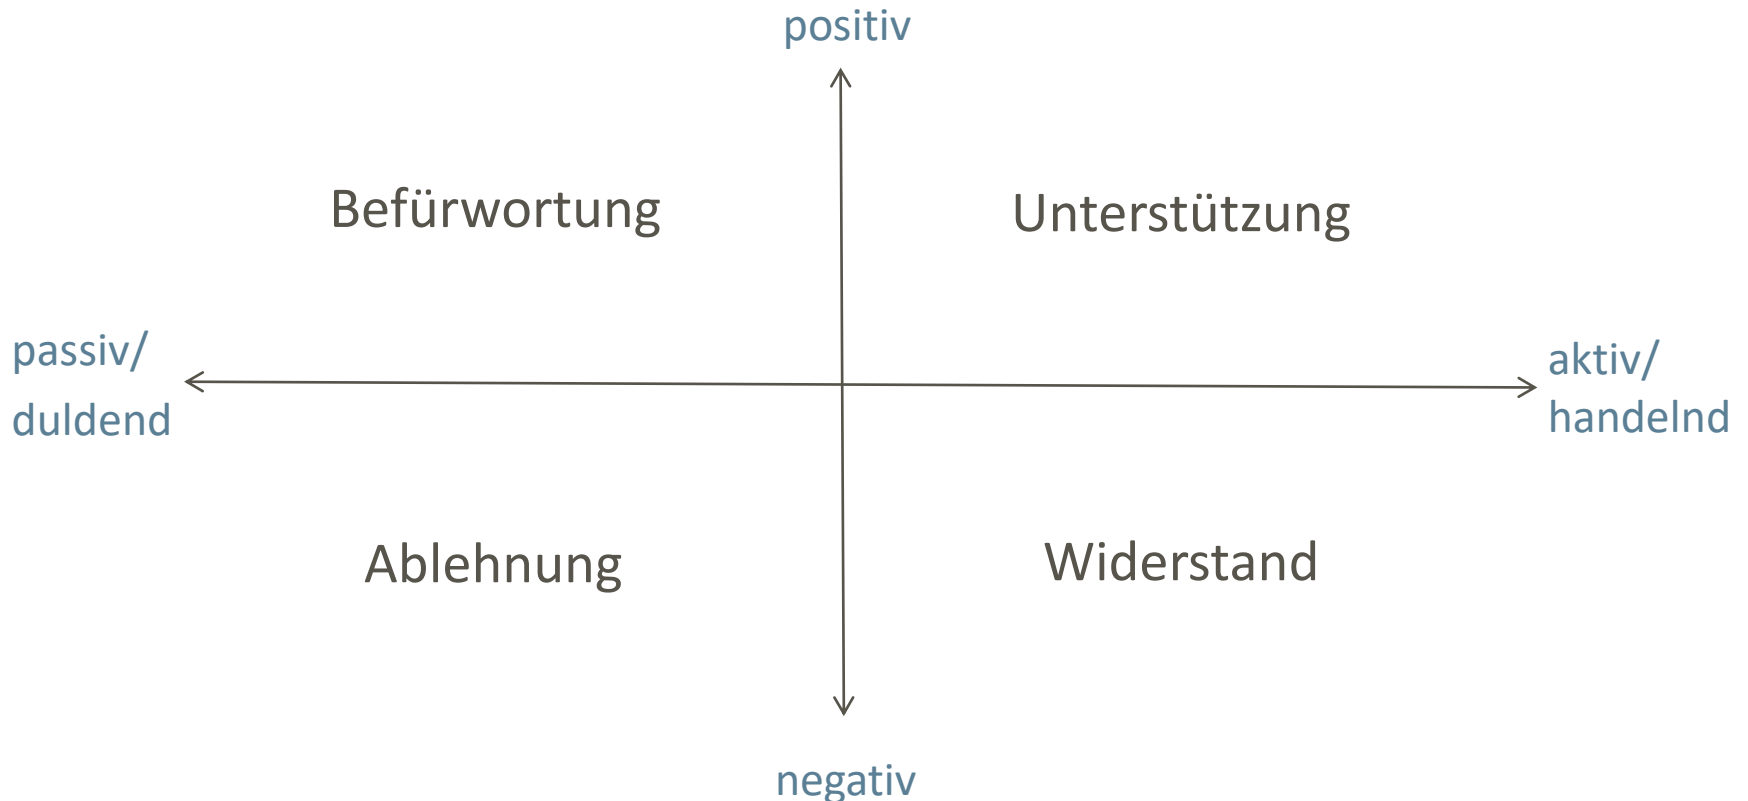 positiv
Befürwortung
Unterstützung
passiv/
duldend
aktiv/
handelnd
Ablehnung
Widerstand
negativ